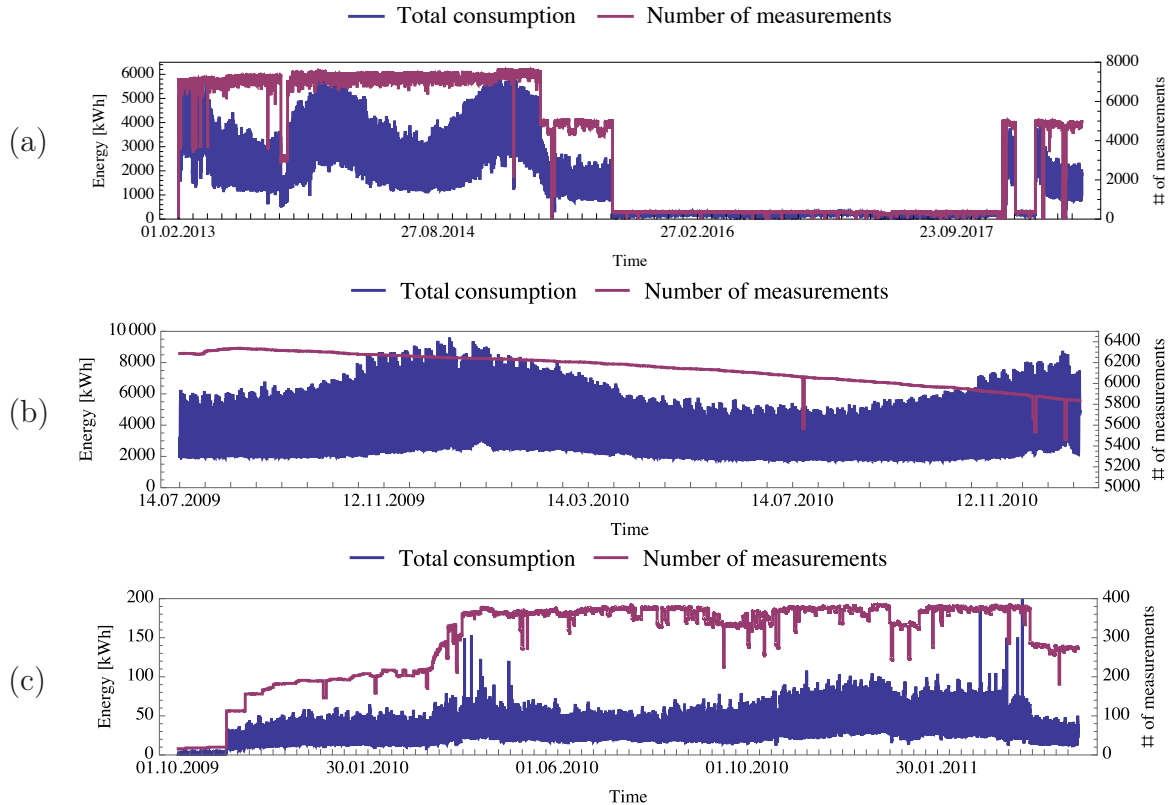 Total consumption Number of measurements
(a)
Energy [kWh]
6000
5000
4000
3000
2000
1000
0
8000
6000
4000
2000
0
# of measurements
01.02.2013 27.08.2014 27.02.2016 23.09.2017
Time
Total consumption Number of measurements
(b)
Energy [kWh]
10 000
8000
6000
4000
2000
0
6400
6200
6000
5800
5600
5400
5200
5000
# of measurements
14.07.2009 12.11.2009 14.03.2010 14.07.2010 12.11.2010
Time
Total consumption Number of measurements
(c)
Energy [kWh]
200
150
100
50
0
400
300
200
100
0
# of measurements
01.10.2009 30.01.2010 01.06.2010 01.10.2010 30.01.2011
Time